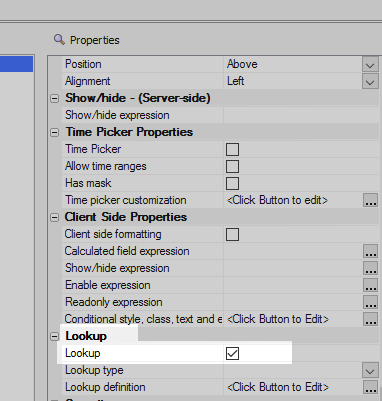 Properties
Position Above
Alignment Left
Show/hide - (Server-side)
Show/hide expression
Time Picker Properties
Time Picker
Allow time ranges
Has mask
Time picker customization <Click Button to edit> ...
Client Side Properties
Client side formatting
Calculated field expression ...
Show/hide expression ...
Enable expression ...
Readonly expression ...
Conditional style, class, text and e <Click Button to Edit> ...
Lookup
Lookup
Lookup type
Lookup definition <Click Button to Edit> ...